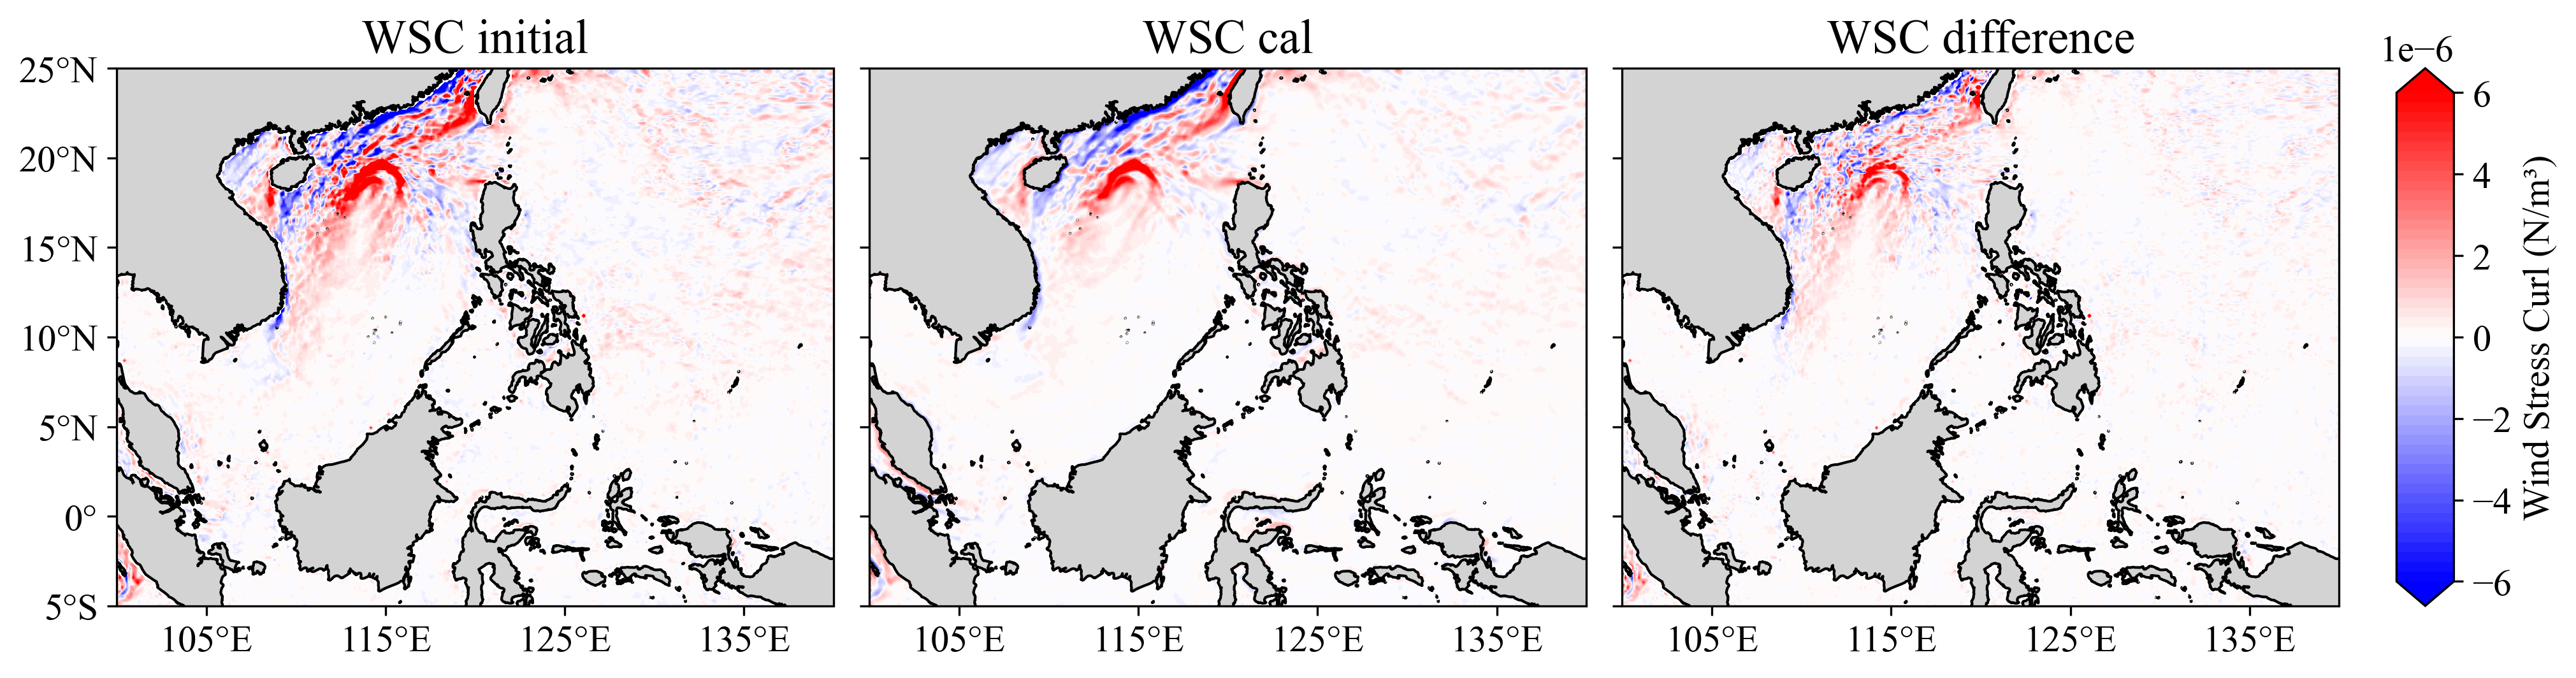 WSC initial
WSC cal
WSC difference
25°N
20°N
15°N
10°N
5°N
0°
5°S
105°E
115°E
125°E
135°E
105°E
115°E
125°E
135°E
105°E
115°E
125°E
135°E
1e−6
6
4
2
0
−2
−4
−6
Wind Stress Curl (N/m³)